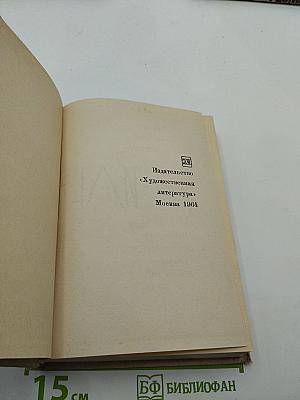 Издательство
«Художественная
литература»
Москва 1964
15 см
БФ БИБЛИОФАН